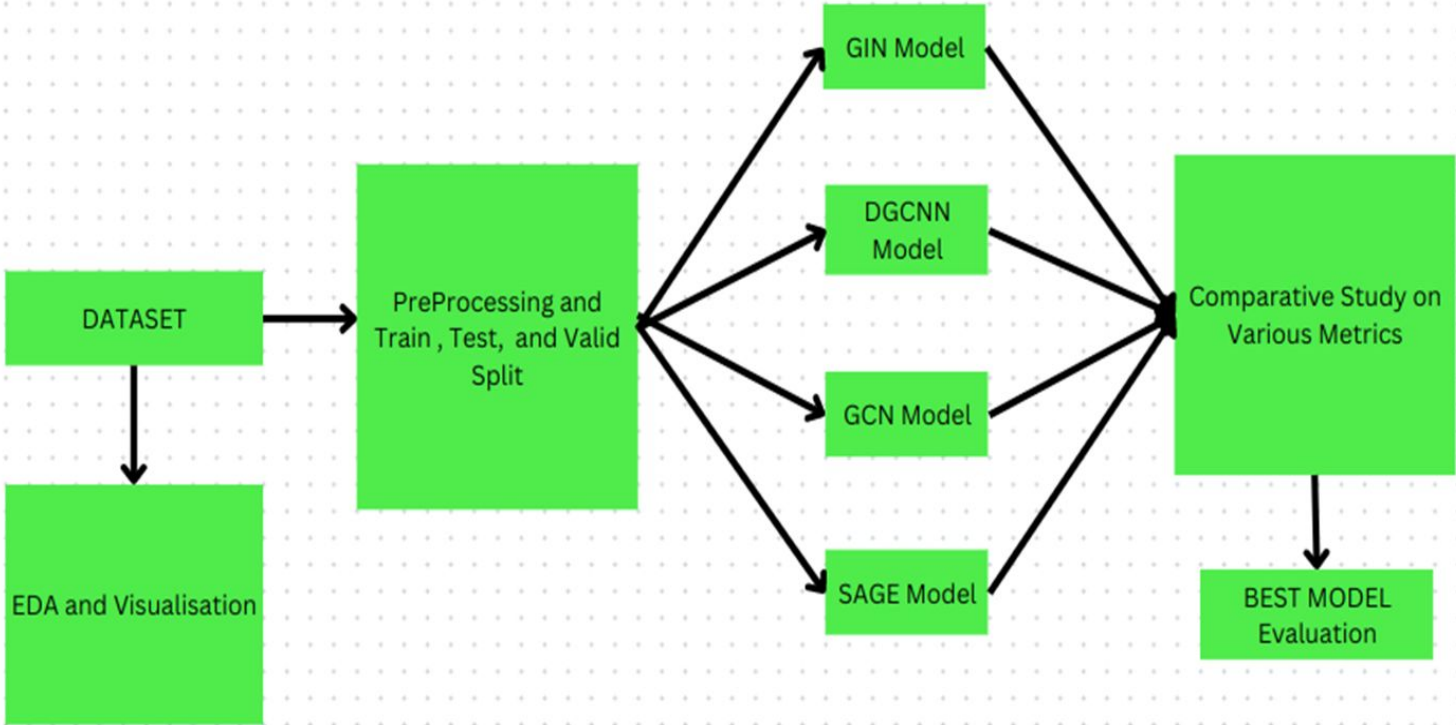 DATASET
EDA and Visualisation
PreProcessing and
Train , Test, and Valid
Split
GIN Model
DGCNN
Model
GCN Model
SAGE Model
Comparative Study on
Various Metrics
BEST MODEL
Evaluation